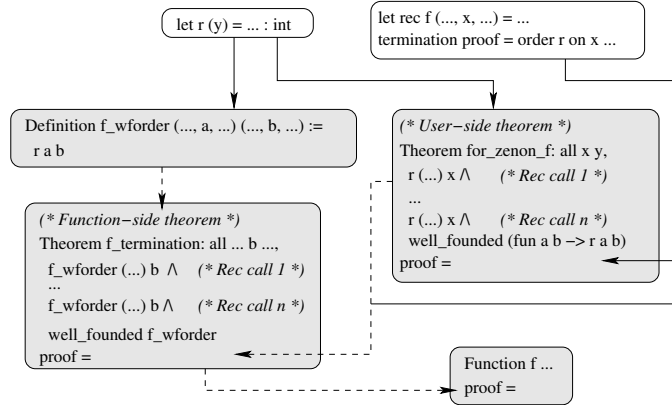 let r (y) = ... : int
let rec f (..., x, ...) = ...
termination proof = order r on x ...
Definition f_wforder (..., a, ...) (..., b, ...) :=
r a b
(* User−side theorem *)
Theorem for_zenon_f: all x y,
r (...) x /\ (* Rec call 1 *)
...
r (...) x /\ (* Rec call n *)
well_founded (fun a b −> r a b)
proof =
(* Function−side theorem *)
Theorem f_termination: all ... b ...,
f_wforder (...) b /\ (* Rec call 1 *)
...
f_wforder (...) b /\ (* Rec call n *)
well_founded f_wforder
proof =
Function f ...
proof =